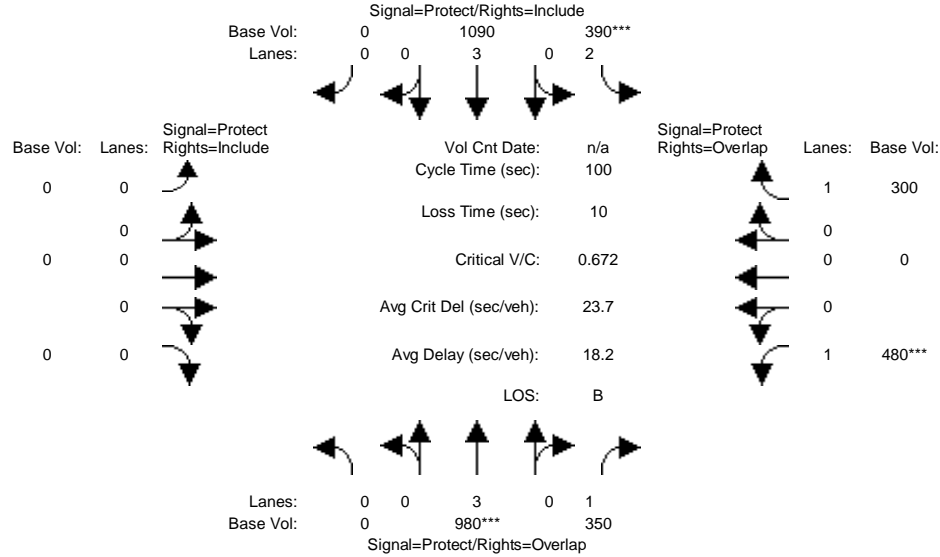 Signal=Protect/Rights=Include
Base Vol: 0 1090 390***
Lanes: 0 0 3 0 2
Signal=Protect Signal=Protect
Base Vol: Lanes: Rights=Include Vol Cnt Date: n/a Rights=Overlap Lanes: Base Vol:
Cycle Time (sec): 100
0 0 1 300
Loss Time (sec): 10
0 0
0 0 Critical V/C: 0.672 0 0
0 Avg Crit Del (sec/veh): 23.7 0
0 0 Avg Delay (sec/veh): 18.2 1 480***
LOS: B
Lanes: 0 0 3 0 1
Base Vol: 0 980*** 350
Signal=Protect/Rights=Overlap